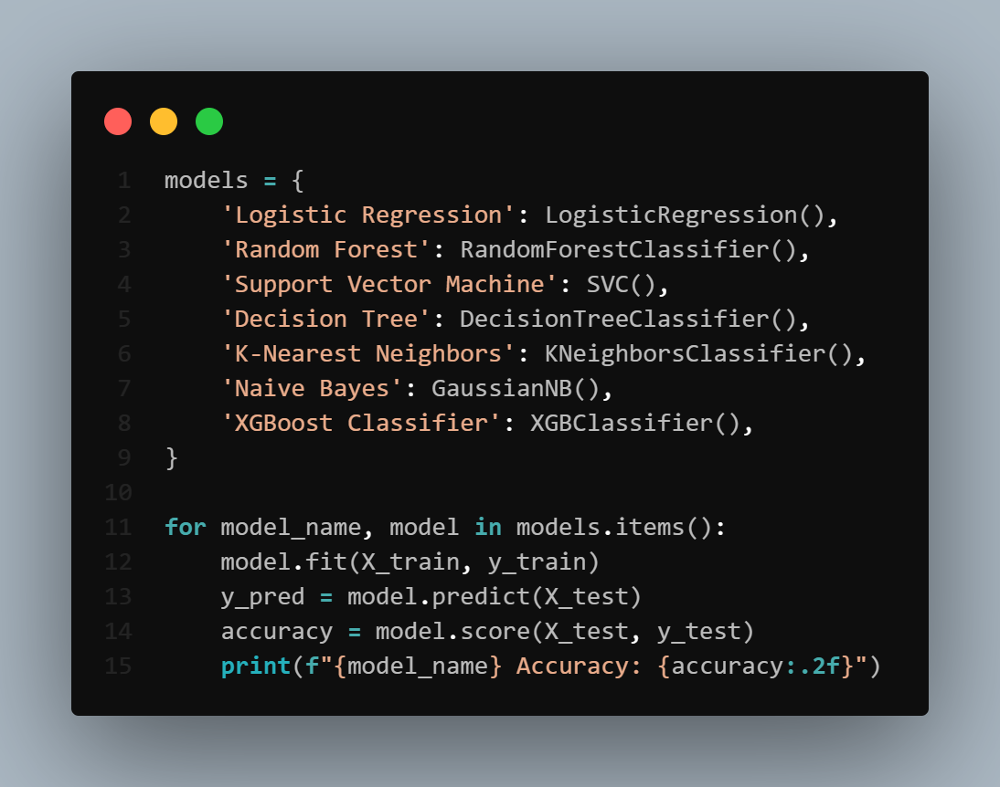 1 models = {
2     'Logistic Regression': LogisticRegression(),
3     'Random Forest': RandomForestClassifier(),
4     'Support Vector Machine': SVC(),
5     'Decision Tree': DecisionTreeClassifier(),
6     'K-Nearest Neighbors': KNeighborsClassifier(),
7     'Naive Bayes': GaussianNB(),
8     'XGBoost Classifier': XGBClassifier(),
9 }
10
11 for model_name, model in models.items():
12     model.fit(X_train, y_train)
13     y_pred = model.predict(X_test)
14     accuracy = model.score(X_test, y_test)
15     print(f"{model_name} Accuracy: {accuracy:.2f}")